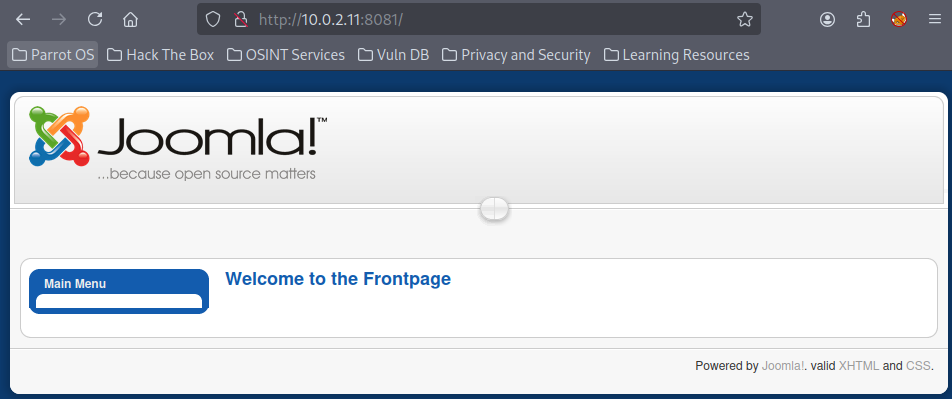 http://10.0.2.11:8081/
Parrot OS Hack The Box OSINT Services Vuln DB Privacy and Security Learning Resources
Joomla!™
...because open source matters
Main Menu
Welcome to the Frontpage
Powered by Joomla!. valid XHTML and CSS.